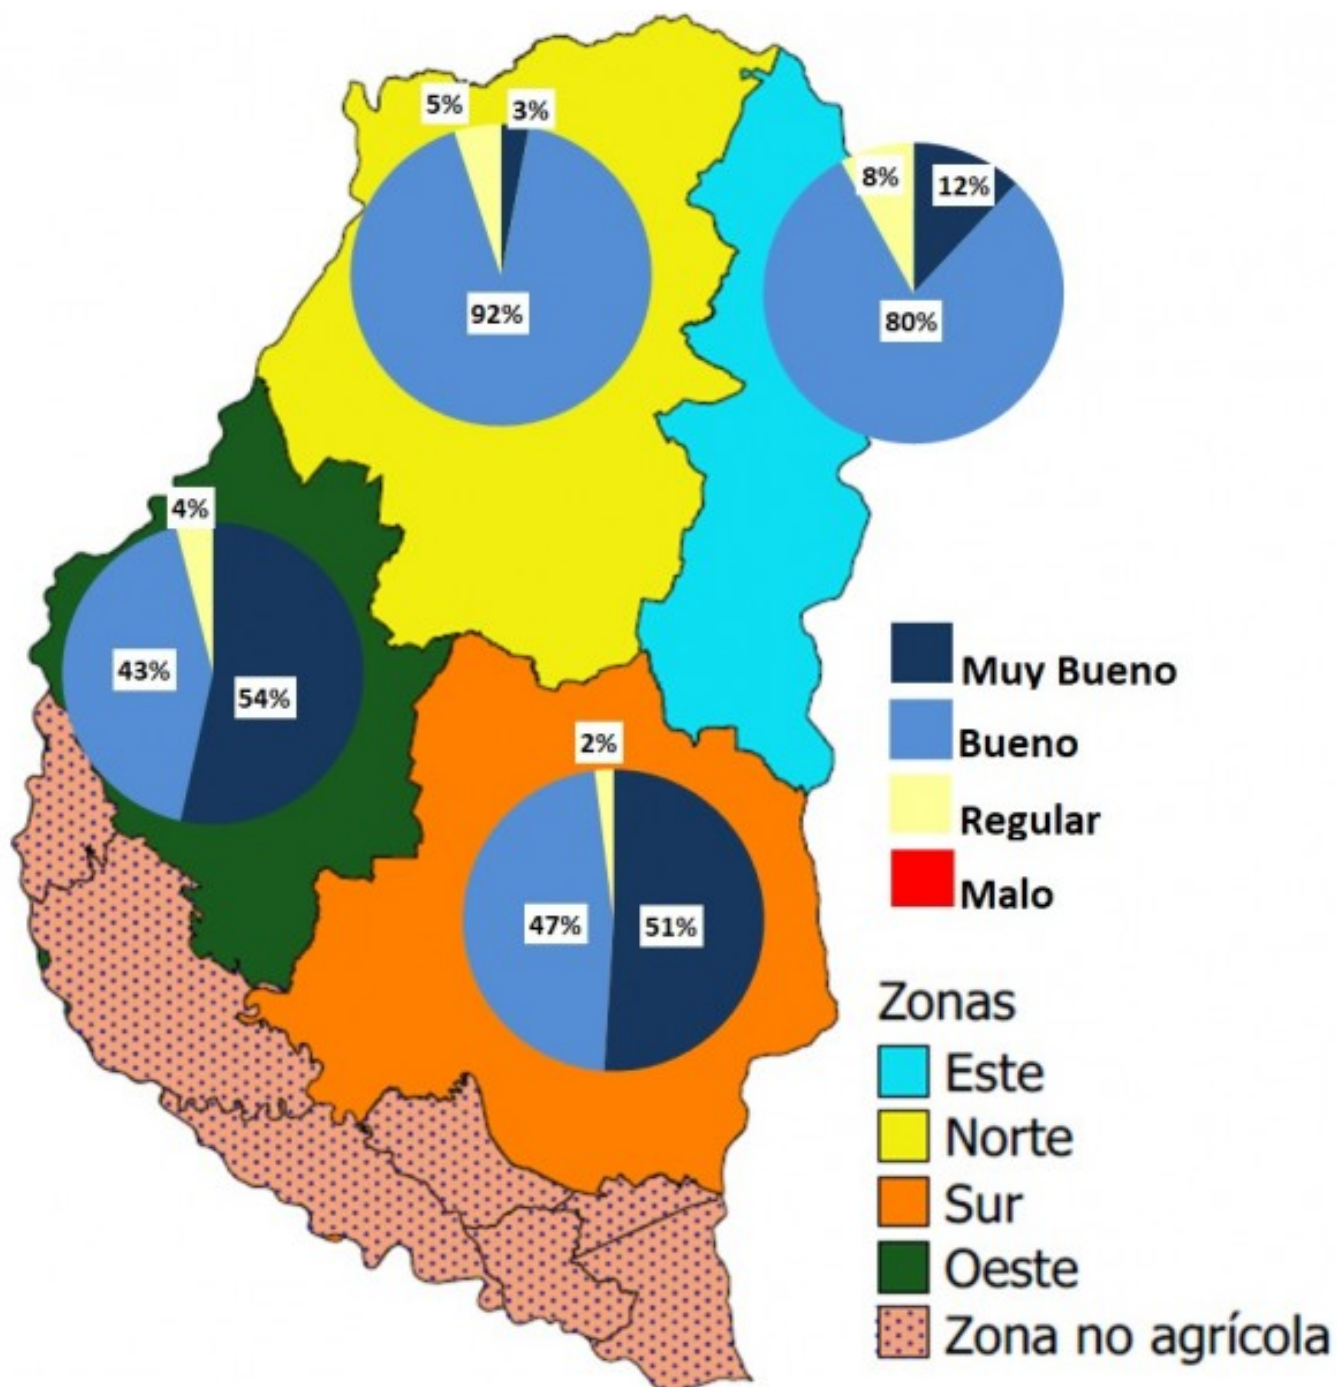 5%
3%
92%
8%
12%
80%
4%
43%
54%
2%
47%
51%
Muy Bueno
Bueno
Regular
Malo
Zonas
Este
Norte
Sur
Oeste
Zona no agrícola